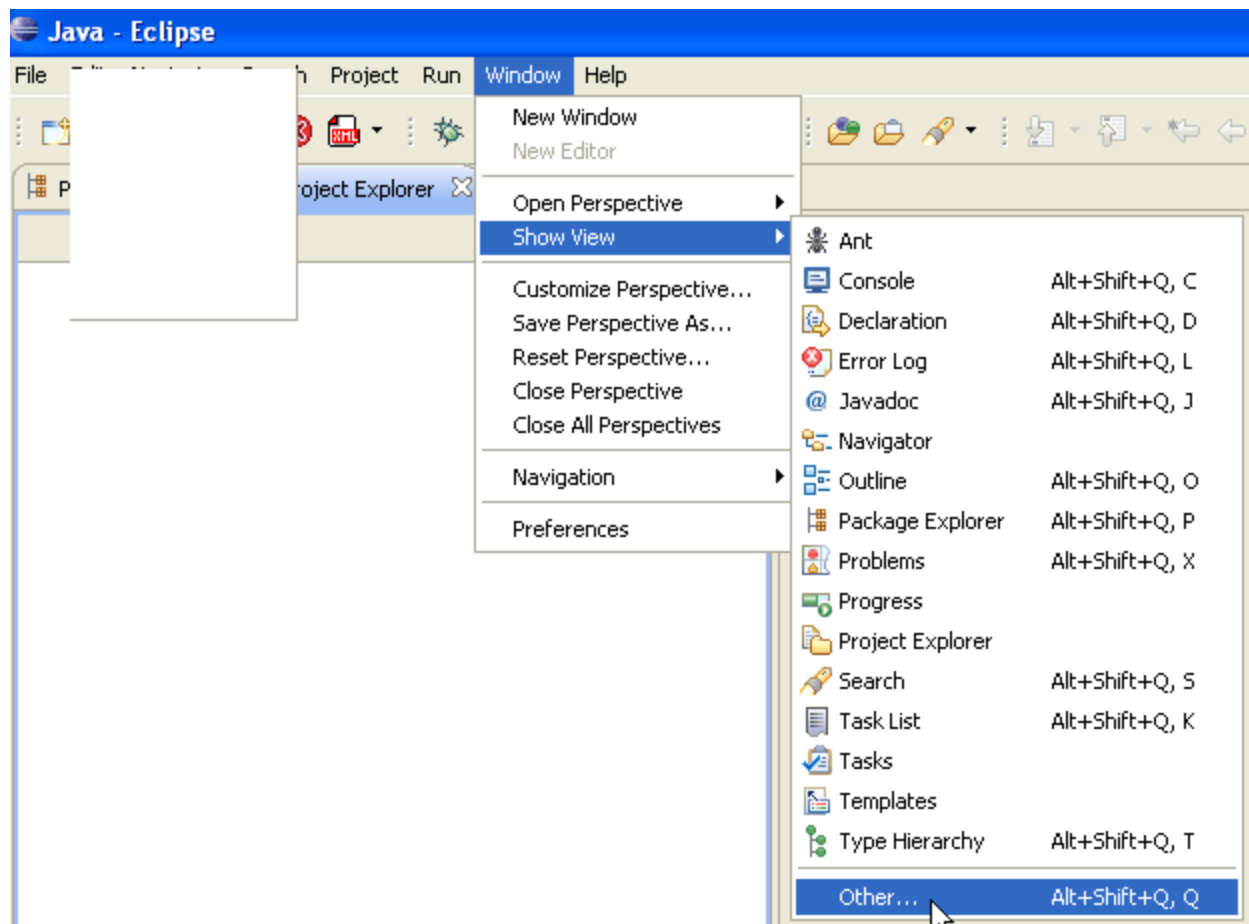 Java - Eclipse
File Project Run Window Help
XML
P
oject Explorer
New Window
New Editor
Open Perspective
Show View
Customize Perspective...
Save Perspective As...
Reset Perspective...
Close Perspective
Close All Perspectives
Navigation
Preferences
Ant
Console Alt+Shift+Q, C
Declaration Alt+Shift+Q, D
Error Log Alt+Shift+Q, L
@ Javadoc Alt+Shift+Q, J
Navigator
Outline Alt+Shift+Q, O
Package Explorer Alt+Shift+Q, P
Problems Alt+Shift+Q, X
Progress
Project Explorer
Search Alt+Shift+Q, S
Task List Alt+Shift+Q, K
Tasks
Templates
Type Hierarchy Alt+Shift+Q, T
Other... Alt+Shift+Q, Q